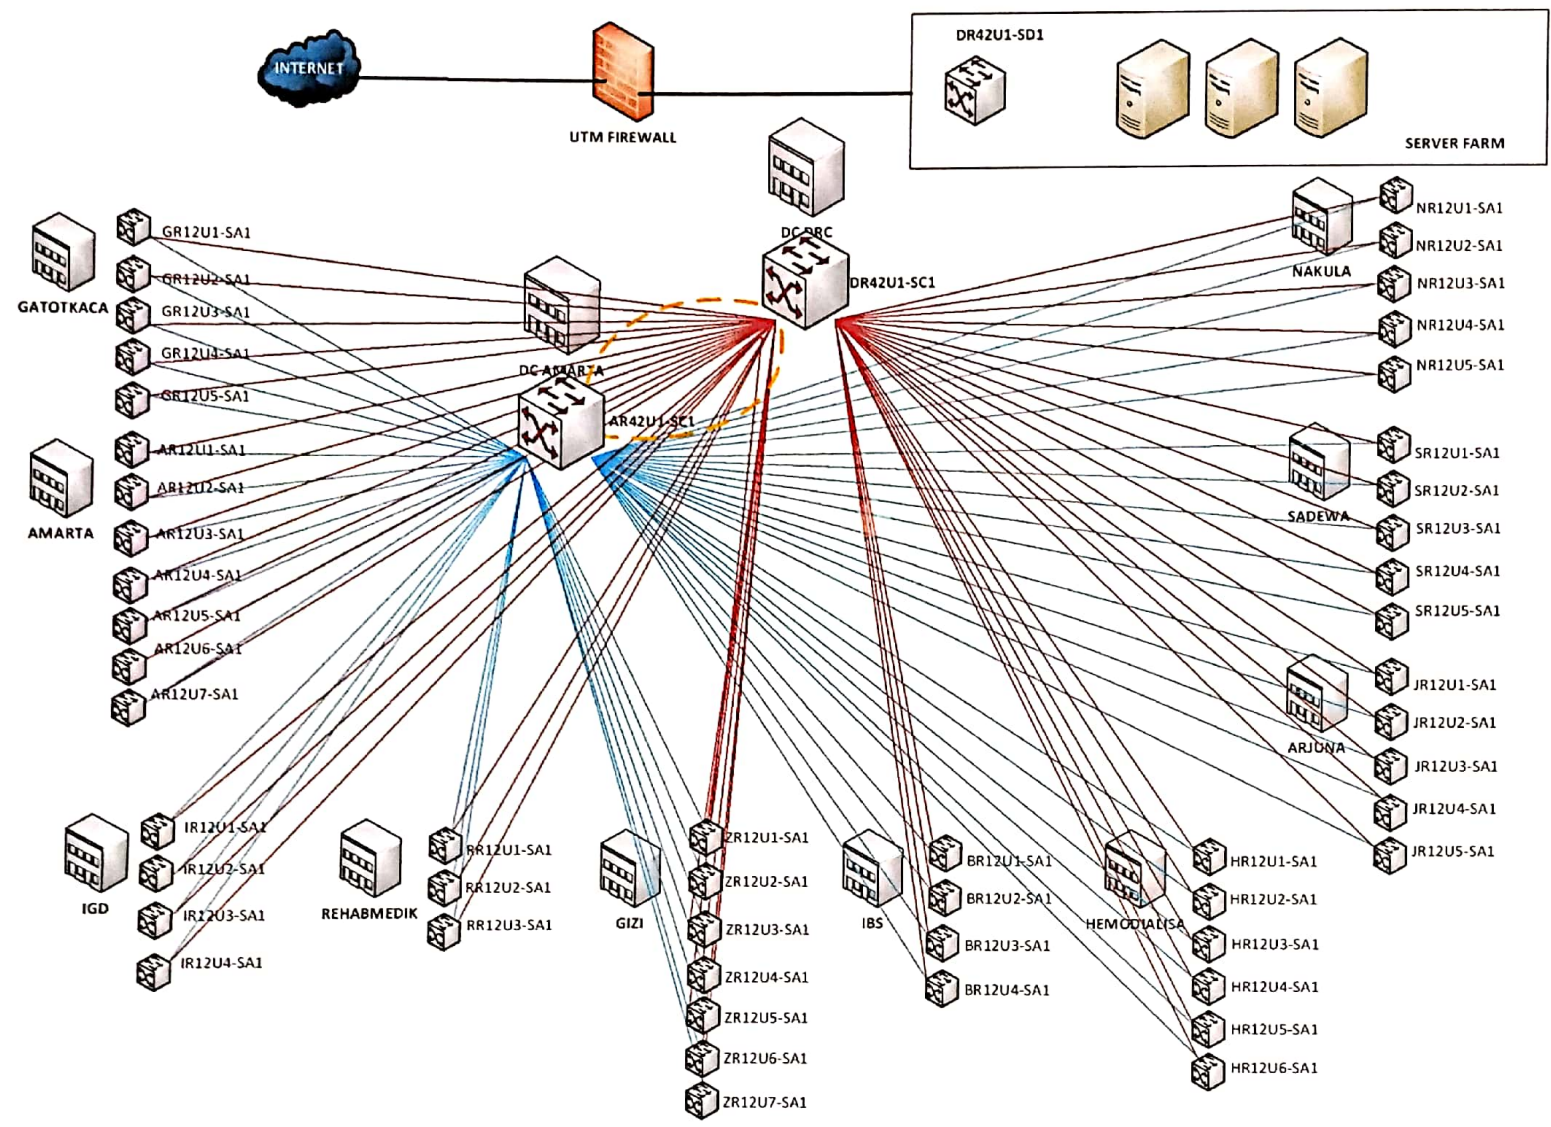 INTERNET
UTM FIREWALL
DR42U1-SD1
SERVER FARM
DC DRC
DR42U1-SC1
DC AMARTA
AR42U1-SC1
GATOTKACA
GR12U1-SA1
GR12U2-SA1
GR12U3-SA1
GR12U4-SA1
GR12U5-SA1
AMARTA
AR12U1-SA1
AR12U2-SA1
AR12U3-SA1
AR12U4-SA1
AR12U5-SA1
AR12U6-SA1
AR12U7-SA1
NAKULA
NR12U1-SA1
NR12U2-SA1
NR12U3-SA1
NR12U4-SA1
NR12U5-SA1
SADEWA
SR12U1-SA1
SR12U2-SA1
SR12U3-SA1
SR12U4-SA1
SR12U5-SA1
ARJUNA
JR12U1-SA1
JR12U2-SA1
JR12U3-SA1
JR12U4-SA1
JR12U5-SA1
IGD
IR12U1-SA1
IR12U2-SA1
IR12U3-SA1
IR12U4-SA1
REHABMEDIK
RR12U1-SA1
RR12U2-SA1
RR12U3-SA1
GIZI
ZR12U1-SA1
ZR12U2-SA1
ZR12U3-SA1
ZR12U4-SA1
ZR12U5-SA1
ZR12U6-SA1
ZR12U7-SA1
IBS
BR12U1-SA1
BR12U2-SA1
BR12U3-SA1
BR12U4-SA1
HEMODIALISA
HR12U1-SA1
HR12U2-SA1
HR12U3-SA1
HR12U4-SA1
HR12U5-SA1
HR12U6-SA1